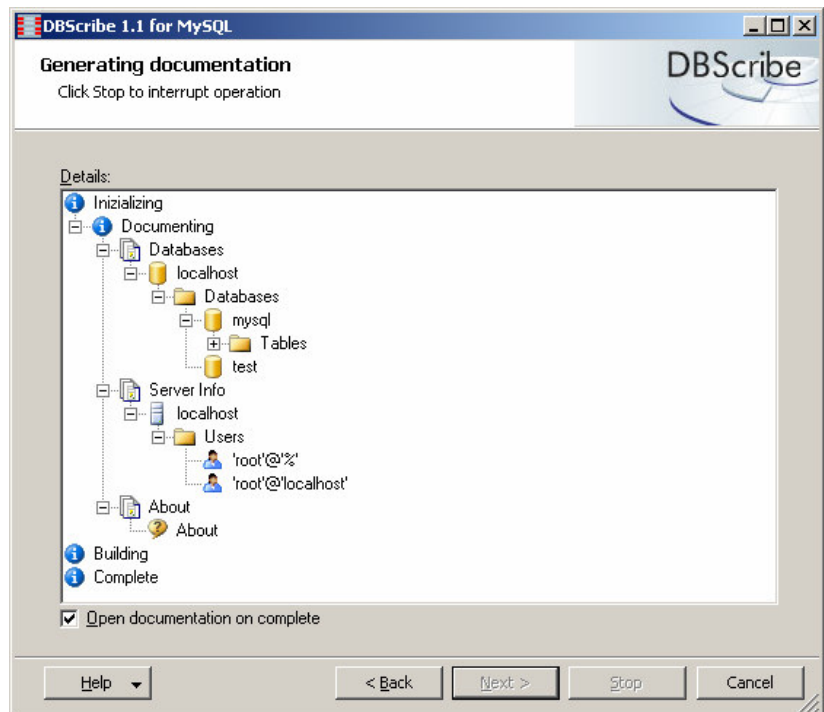 DBScribe 1.1 for MySQL
Generating documentation
Click Stop to interrupt operation
DBScribe
Details:
Inizializing
Documenting
Databases
localhost
Databases
mysql
Tables
test
Server Info
localhost
Users
'root'@'%'
'root'@'localhost'
About
About
Building
Complete
Open documentation on complete
Help
< Back
Next >
Stop
Cancel